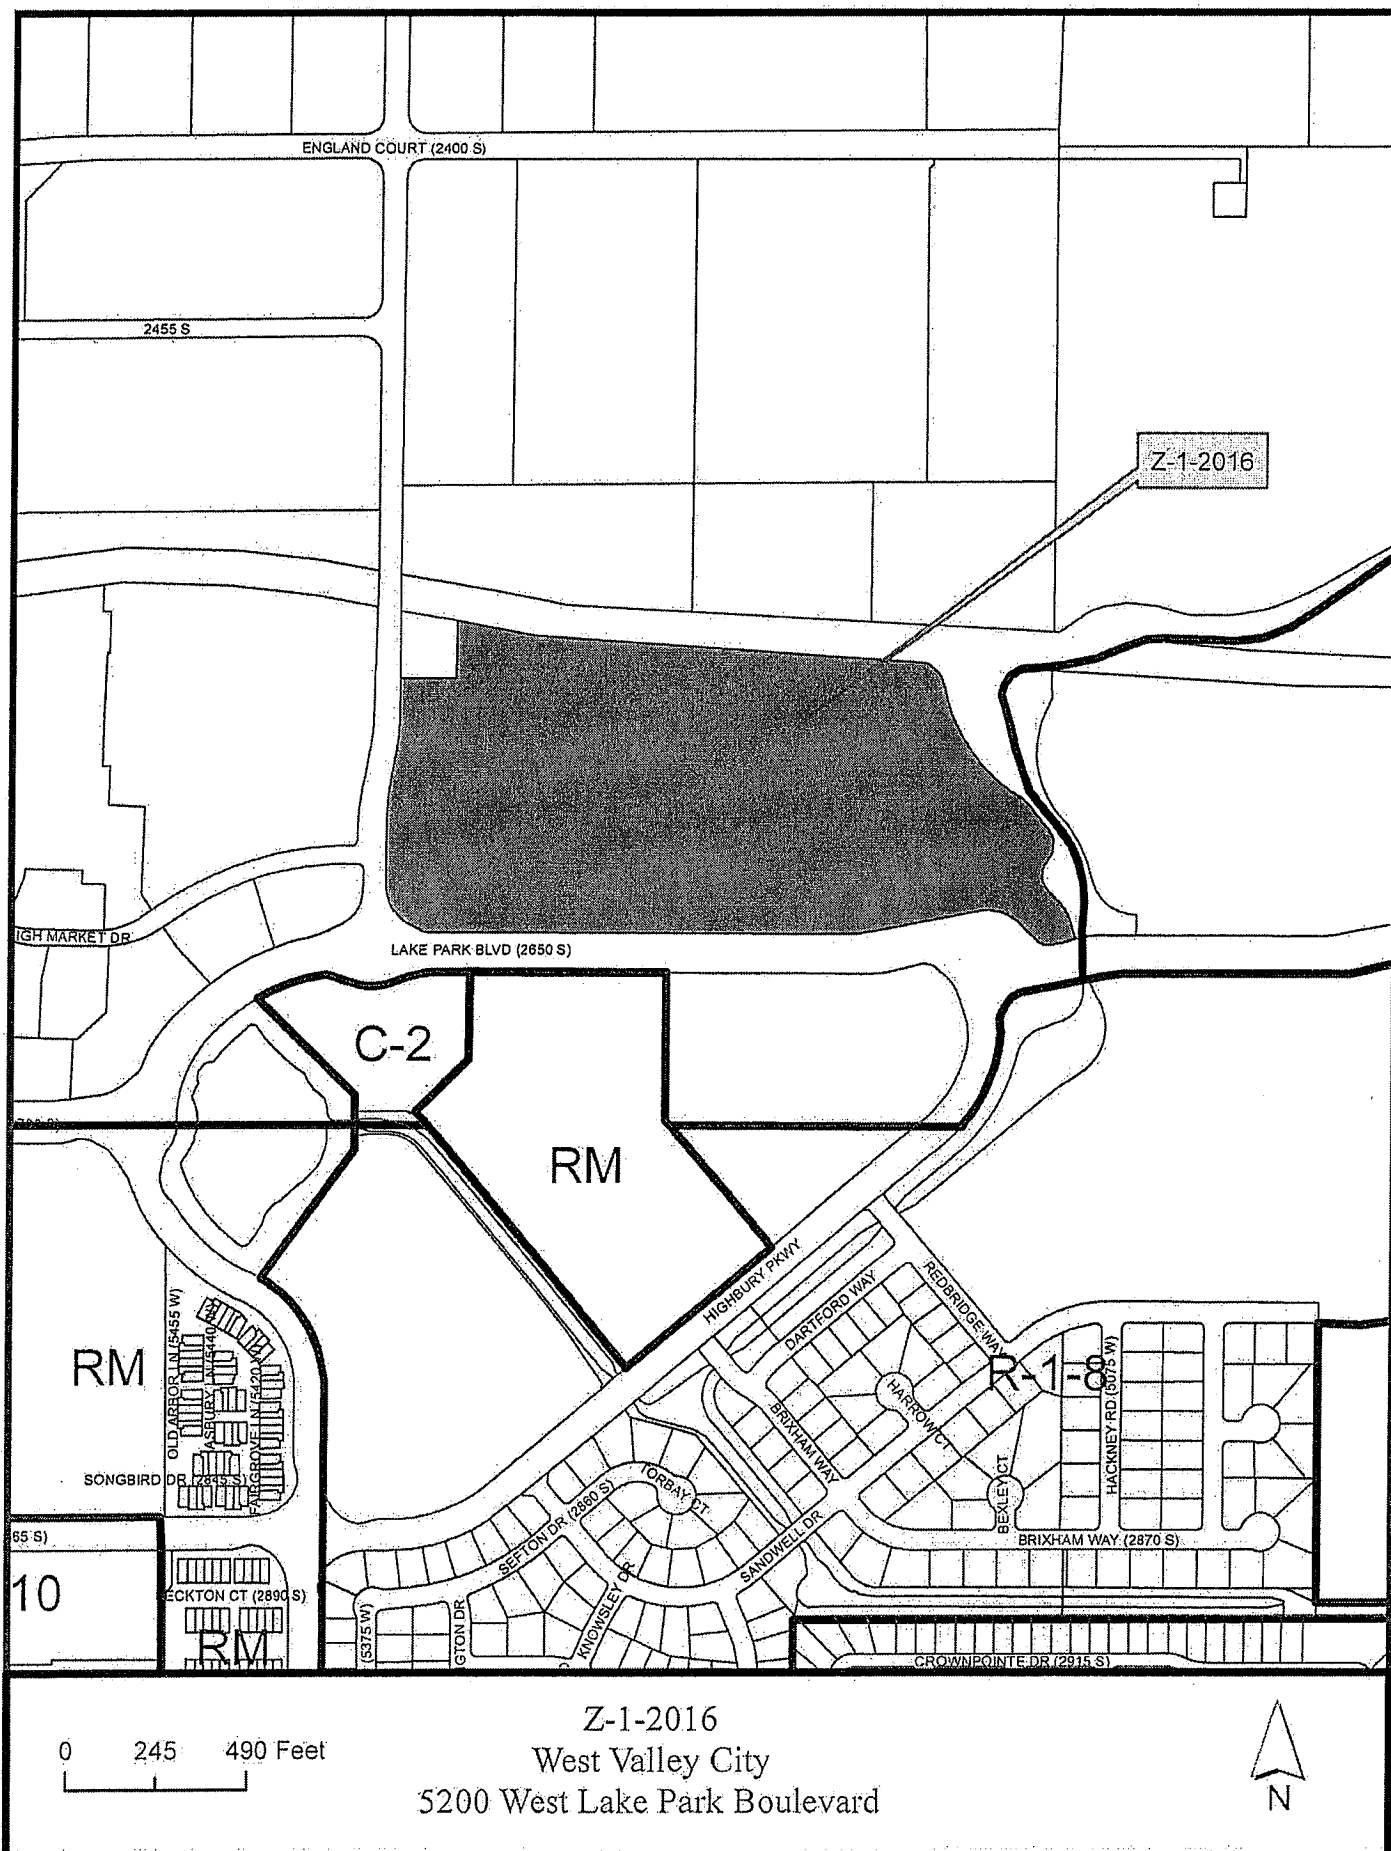 ENGLAND COURT (2400 S)
2455 S
Z-1-2016
IGH MARKET DR
LAKE PARK BLVD (2650 S)
C-2
RM
HIGHBURY PKWY
REDBRIDGE WAY
DARTFORD WAY
R-1-8
HARROW CT
HACKNEY RD (5075 W)
BRIXHAM WAY
BEXLEY CT
BRIXHAM WAY (2870 S)
RM
OLD ARBOR LN (5455 W)
ASBURY LN (5440
FAIRGROVE LN (5420
SONGBIRD DR (2845 S)
TORBAY CT
SEFTON DR (2860 S)
SANDWELL DR
KNOWSLEY DR
65 S)
10
ECKTON CT (2890 S)
RM
(5375 W)
GTON DR
CROWNPOINTE DR (2915 S)
0 245 490 Feet
Z-1-2016
West Valley City
5200 West Lake Park Boulevard
N